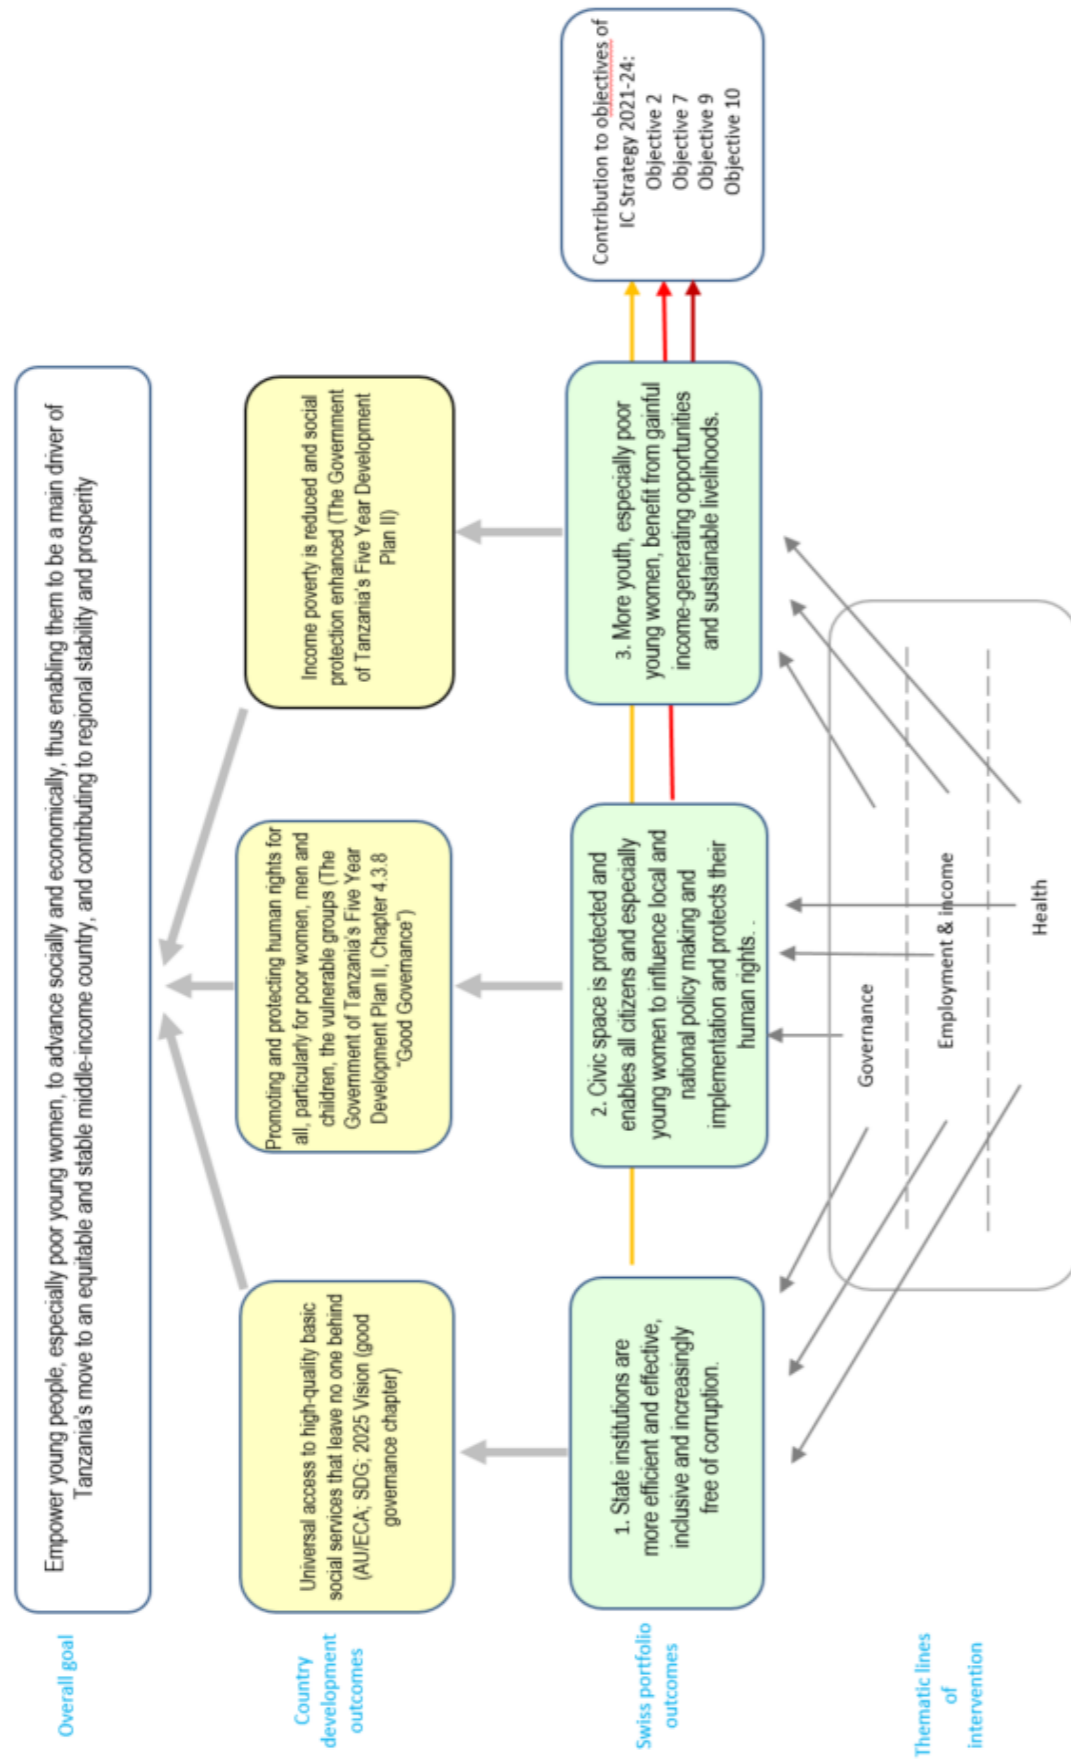 Overall goal
Empower young people, especially poor young women, to advance socially and economically, thus enabling them to be a main driver of
Tanzania's move to an equitable and stable middle-income country, and contributing to regional stability and prosperity
Country
development
outcomes
Universal access to high-quality basic
social services that leave no one behind
(AU/ECA; SDG; 2025 Vision (good
governance chapter)
Promoting and protecting human rights for
all, particularly for poor women, men and
children, the vulnerable groups (The
Government of Tanzania's Five Year
Development Plan II, Chapter 4.3.8
"Good Governance")
Income poverty is reduced and social
protection enhanced (The Government
of Tanzania's Five Year Development
Plan II)
Swiss portfolio
outcomes
1. State institutions are
more efficient and effective,
inclusive and increasingly
free of corruption.
2. Civic space is protected and
enables all citizens and especially
young women to influence local and
national policy making and
implementation and protects their
human rights. .
3. More youth, especially poor
young women, benefit from gainful
income-generating opportunities
and sustainable livelihoods.
Contribution to objectives of
IC Strategy 2021-24:
Objective 2
Objective 7
Objective 9
Objective 10
Thematic lines
of
intervention
Governance
Employment & income
Health